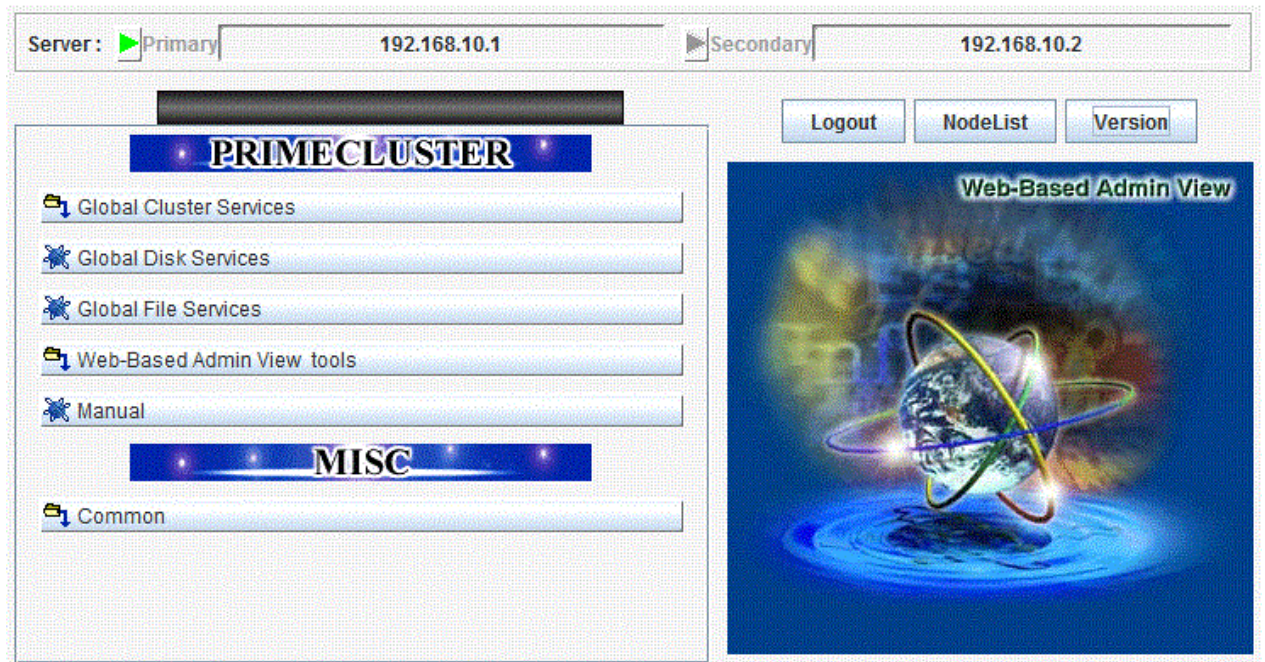 Server : Primary 192.168.10.1 Secondary 192.168.10.2
Logout NodeList Version
PRIMECLUSTER
Web-Based Admin View
Global Cluster Services
Global Disk Services
Global File Services
Web-Based Admin View tools
Manual
MISC
Common